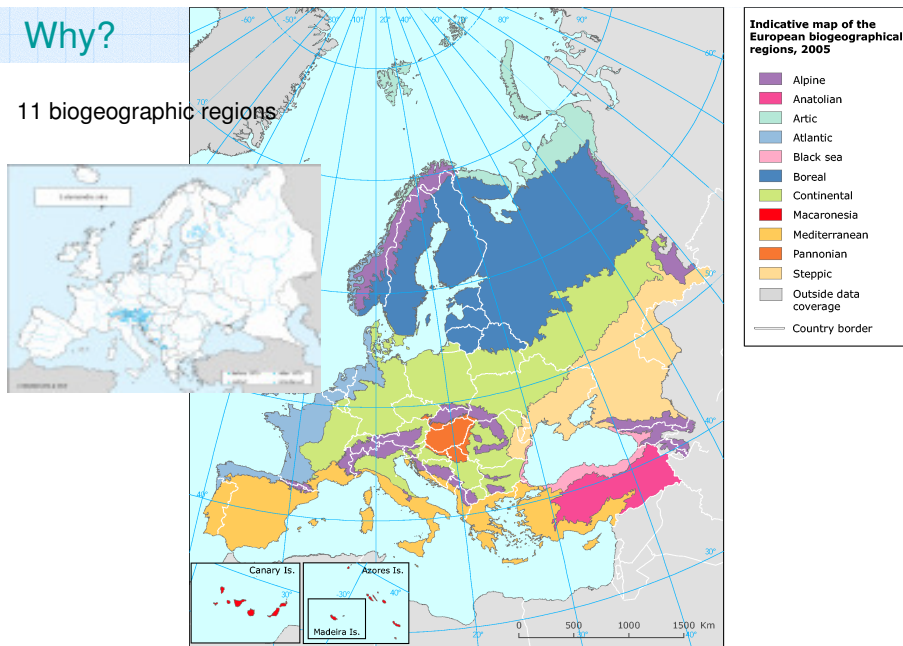 Why?
11 biogeographic regions
Indicative map of the
European biogeographical
regions, 2005
Alpine
Anatolian
Artic
Atlantic
Black sea
Boreal
Continental
Macaronesia
Mediterranean
Pannonian
Steppic
Outside data
coverage
Country border
-60°
-50°
20°
40°
60°
80°
90°
60°
70°
50°
40°
40°
30°
Canary Is.
30°
Azores Is.
-30°
40°
Madeira Is.
0 500 1000 1500 Km
20°
30°
40°